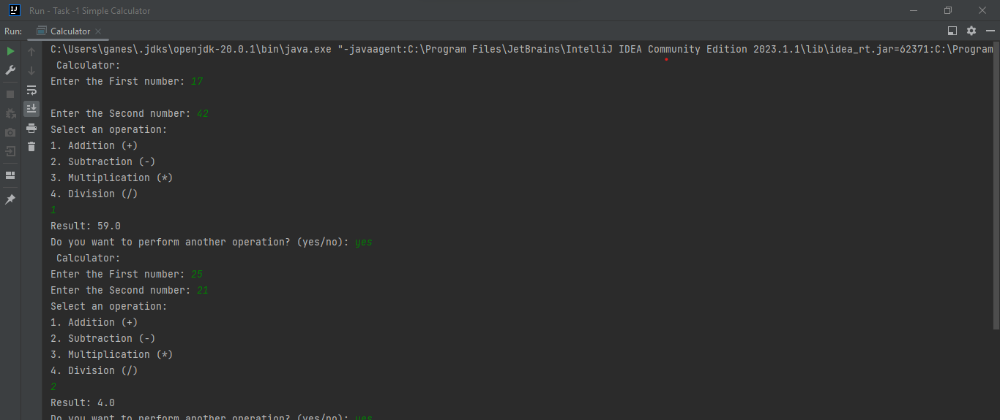 Run - Task -1 Simple Calculator
Run: Calculator
C:\Users\ganes\.jdks\openjdk-20.0.1\bin\java.exe "-javaagent:C:\Program Files\JetBrains\IntelliJ IDEA Community Edition 2023.1.1\lib\idea_rt.jar=62371:C:\Program
Calculator:
Enter the First number: 17
Enter the Second number: 42
Select an operation:
1. Addition (+)
2. Subtraction (-)
3. Multiplication (*)
4. Division (/)
1
Result: 59.0
Do you want to perform another operation? (yes/no): yes
Calculator:
Enter the First number: 25
Enter the Second number: 21
Select an operation:
1. Addition (+)
2. Subtraction (-)
3. Multiplication (*)
4. Division (/)
2
Result: 4.0
Do you want to perform another operation? (yes/no): yes